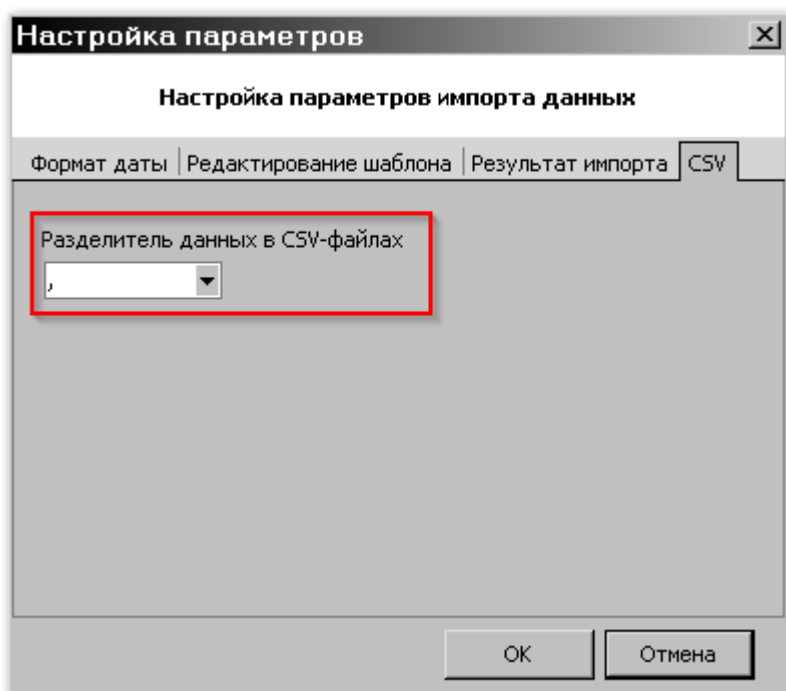 Настройка параметров
Настройка параметров импорта данных
Формат даты Редактирование шаблона Результат импорта CSV
Разделитель данных в CSV-файлах
,
OK Отмена